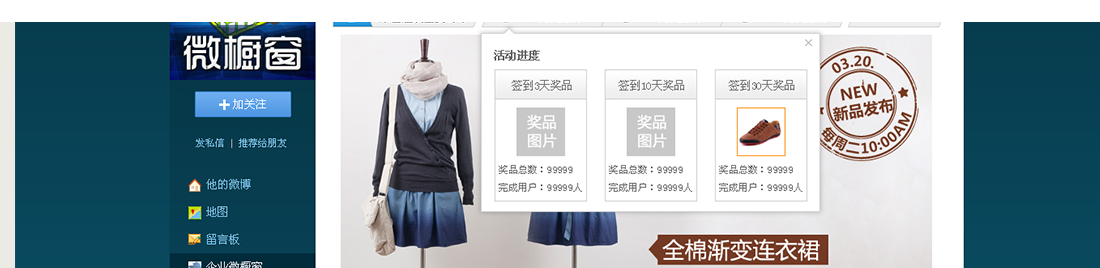 微橱窗
加关注
发私信 | 推荐给朋友
他的微博
地图
留言板
企业微橱窗
活动进度
签到3天奖品
奖品
图片
奖品总数：99999
完成用户：99999人
签到10天奖品
奖品
图片
奖品总数：99999
完成用户：99999人
签到30天奖品
奖品总数：99999
完成用户：99999人
03.20.
NEW
新品发布
每周二10:00AM
全棉渐变连衣裙